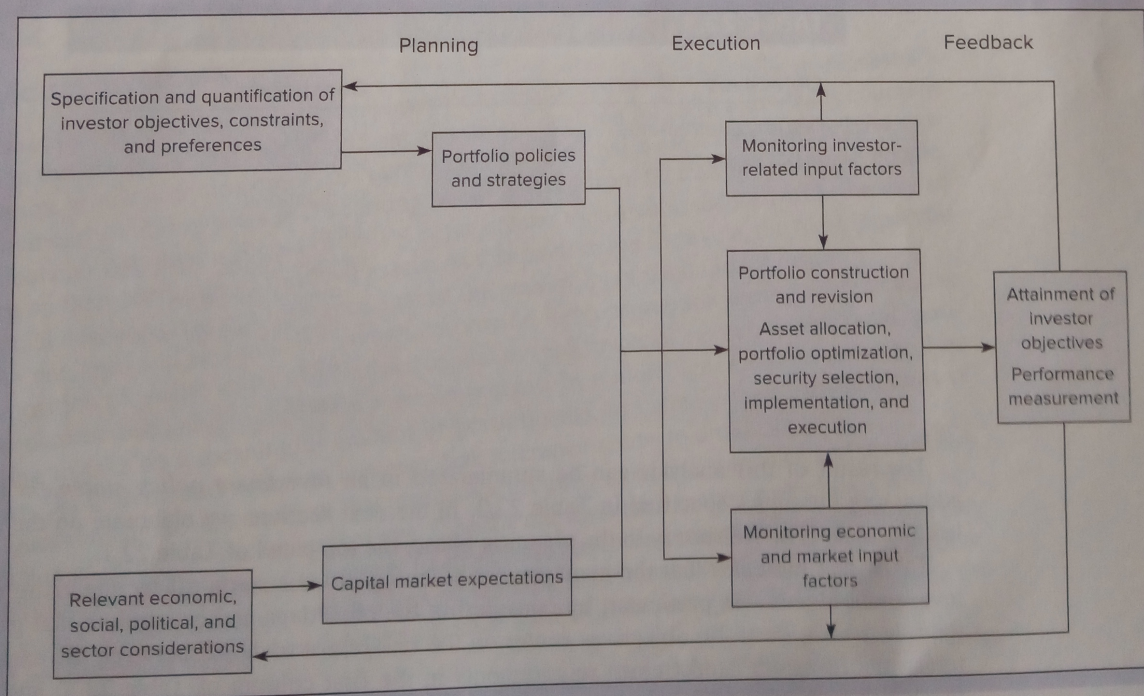 Planning
Execution
Feedback
Specification and quantification of
investor objectives, constraints,
and preferences
Portfolio policies
and strategies
Monitoring investor-
related input factors
Portfolio construction
and revision
Asset allocation,
portfolio optimization,
security selection,
implementation, and
execution
Attainment of
investor
objectives
Performance
measurement
Relevant economic,
social, political, and
sector considerations
Capital market expectations
Monitoring economic
and market input
factors